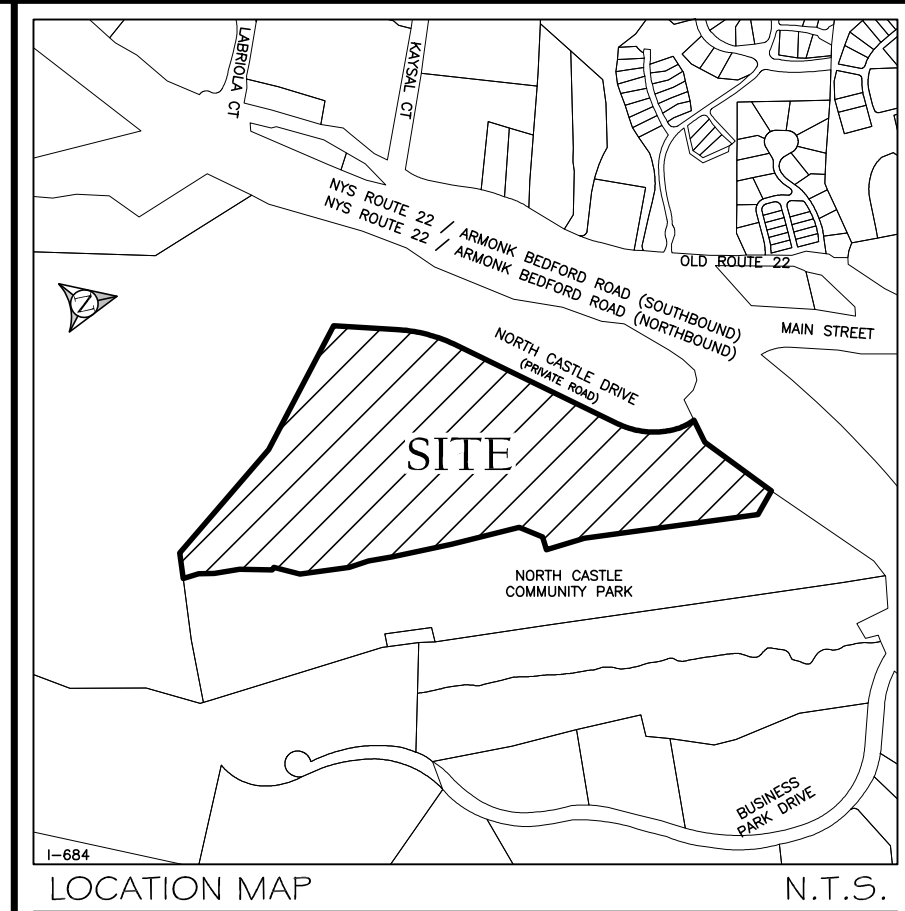 LABRIOLA CT
KAYSAL CT
NYS ROUTE 22 / ARMONK BEDFORD ROAD (SOUTHBOUND)
NYS ROUTE 22 / ARMONK BEDFORD ROAD (NORTHBOUND)
OLD ROUTE 22
MAIN STREET
N
NORTH CASTLE DRIVE
(PRIVATE ROAD)
SITE
NORTH CASTLE
COMMUNITY PARK
BUSINESS
PARK DRIVE
I-684
LOCATION MAP N.T.S.